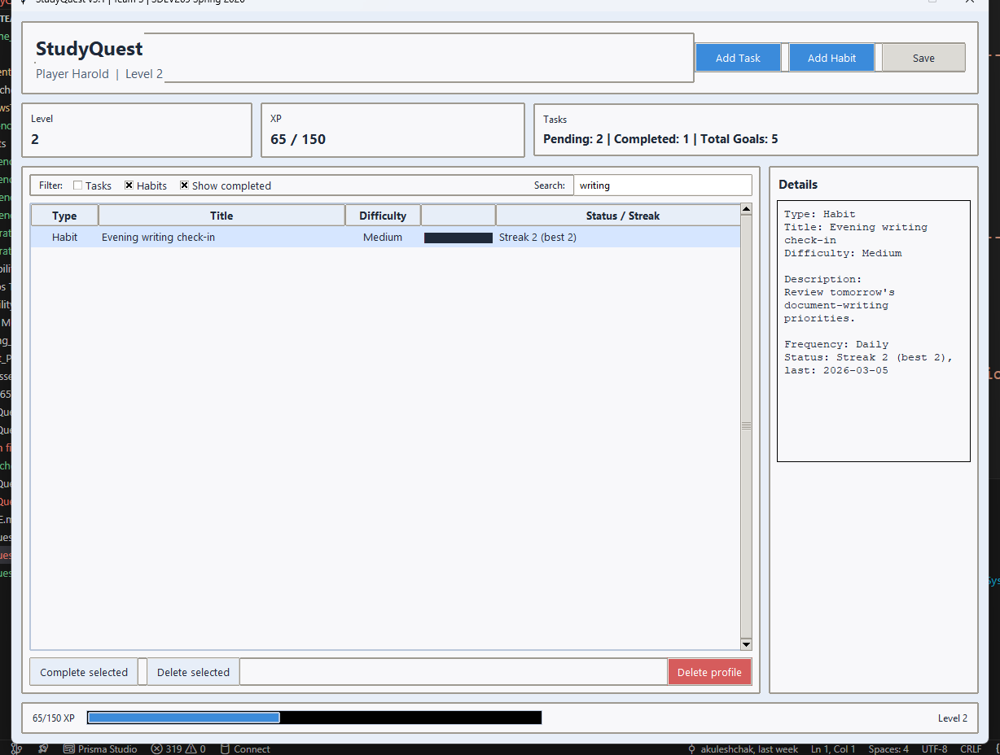 StudyQuest v3.1 | Team 5 | SDEV265 Spring 2026
StudyQuest
Player Harold | Level 2
Add Task
Add Habit
Save
Level
2
XP
65 / 150
Tasks
Pending: 2 | Completed: 1 | Total Goals: 5
Filter:
Tasks
Habits
Show completed
Search:
writing
Type
Title
Difficulty
Status / Streak
Habit
Evening writing check-in
Medium
Streak 2 (best 2)
Details
Type: Habit
Title: Evening writing
check-in
Difficulty: Medium
Description:
Review tomorrow's
document-writing
priorities.
Frequency: Daily
Status: Streak 2 (best 2),
last: 2026-03-05
Complete selected
Delete selected
Delete profile
65/150 XP
Level 2
Prisma Studio
319
0
Connect
akuleshchak, last week
Ln 1, Col 1
Spaces: 4
UTF-8
CRLF